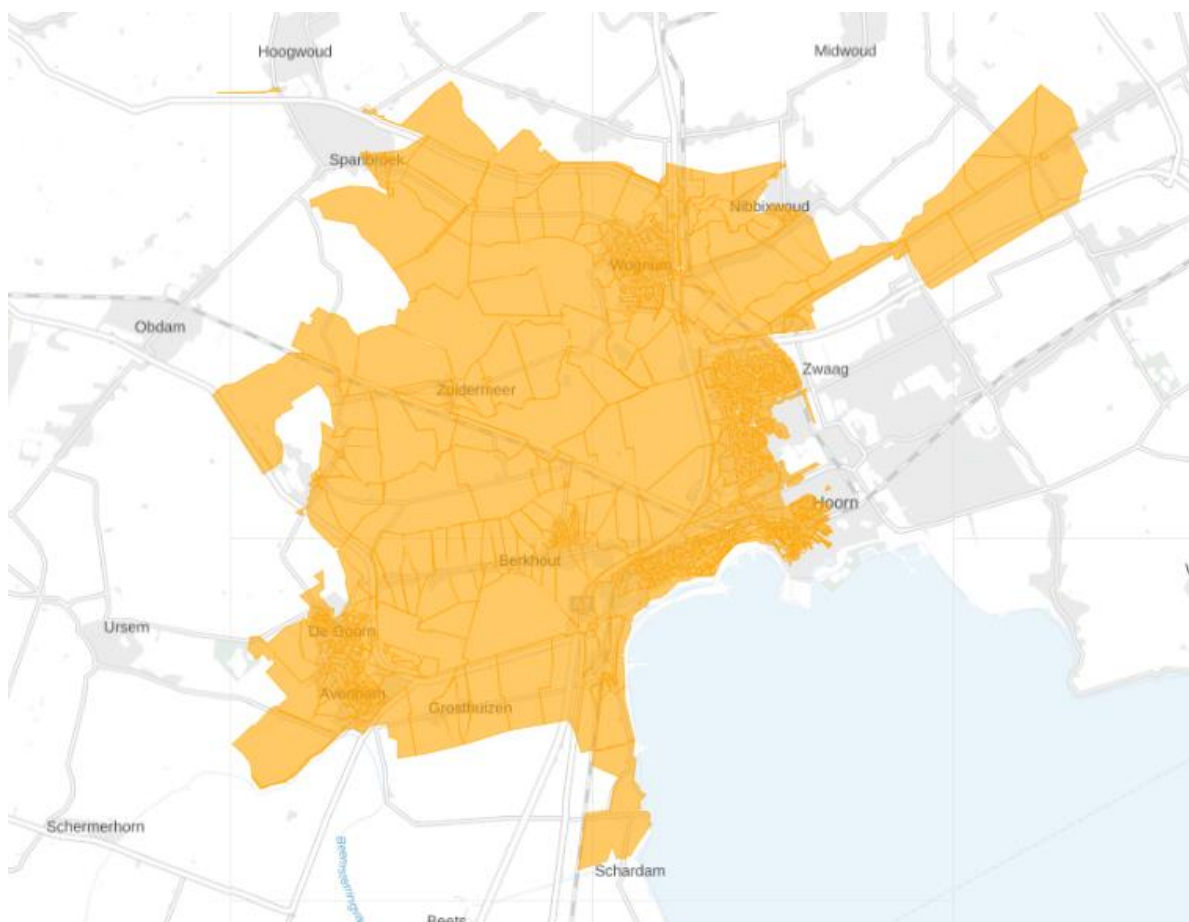 Hoogwoud
Midwoud
Spanbroek
Nibbixwoud
Wognum
Obdam
Zwaag
Zuidermeer
Hoorn
Berkhout
Ursem
De Goorn
Avenhorn
Grosthuizen
Schermerhorn
Schardam
Beets